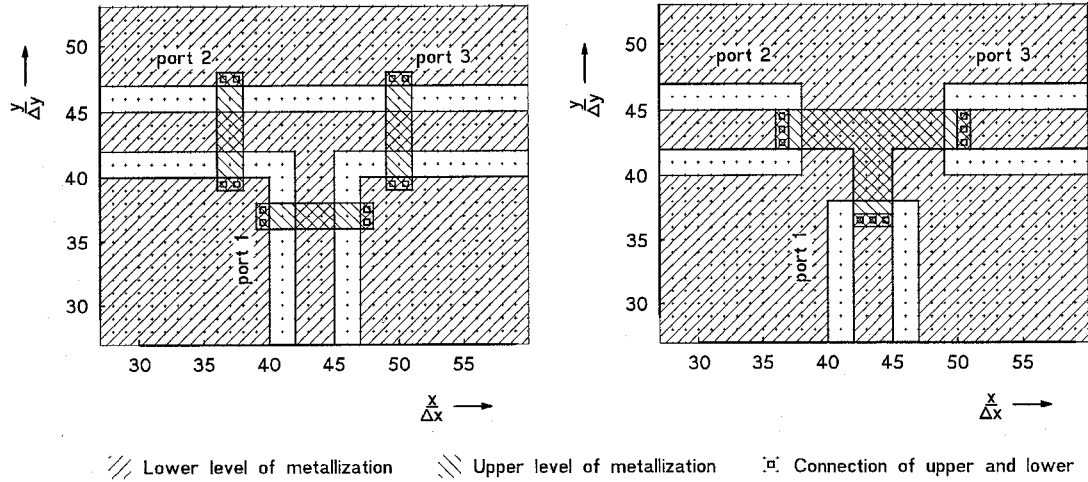 port 2
port 3
50
45
40
35
30
y
Δy
port 1
30
35
40
45
50
55
x
Δx
port 2
port 3
50
45
40
35
30
y
Δy
port 1
30
35
40
45
50
55
x
Δx
Lower level of metallization
Upper level of metallization
Connection of upper and lower